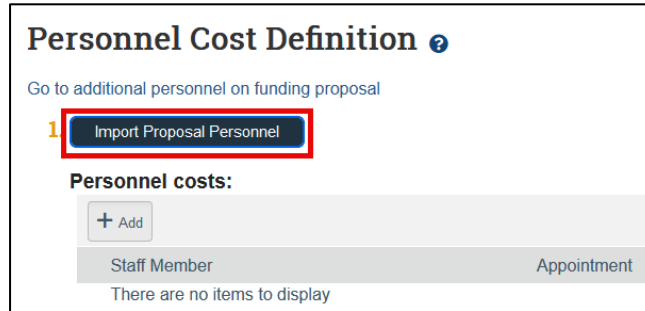 Personnel Cost Definition ?
Go to additional personnel on funding proposal
1. Import Proposal Personnel
Personnel costs:
+ Add
Staff Member Appointment
There are no items to display